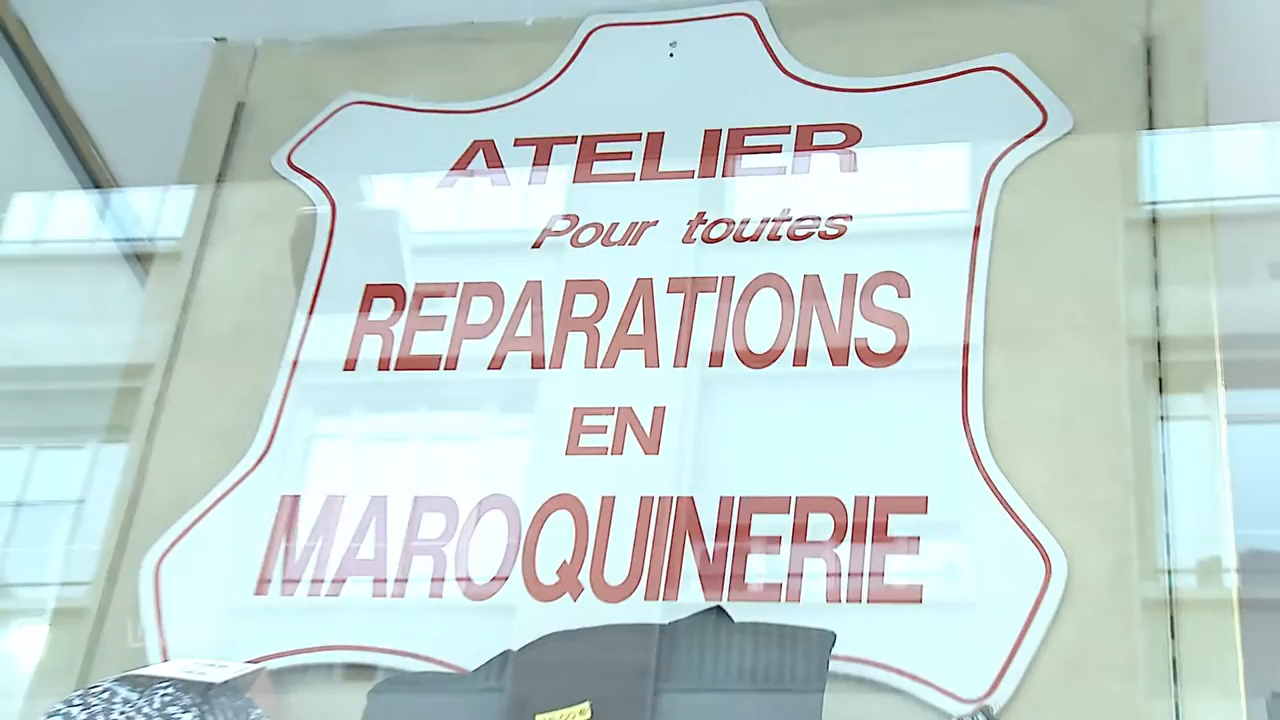 ATELIER
Pour toutes
REPARATIONS
EN
MAROQUINERIE